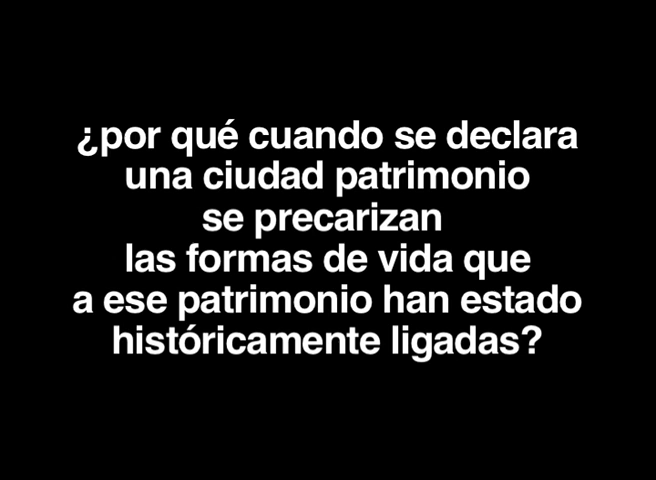 ¿por qué cuando se declara
una ciudad patrimonio
se precarizan
las formas de vida que
a ese patrimonio han estado
históricamente ligadas?